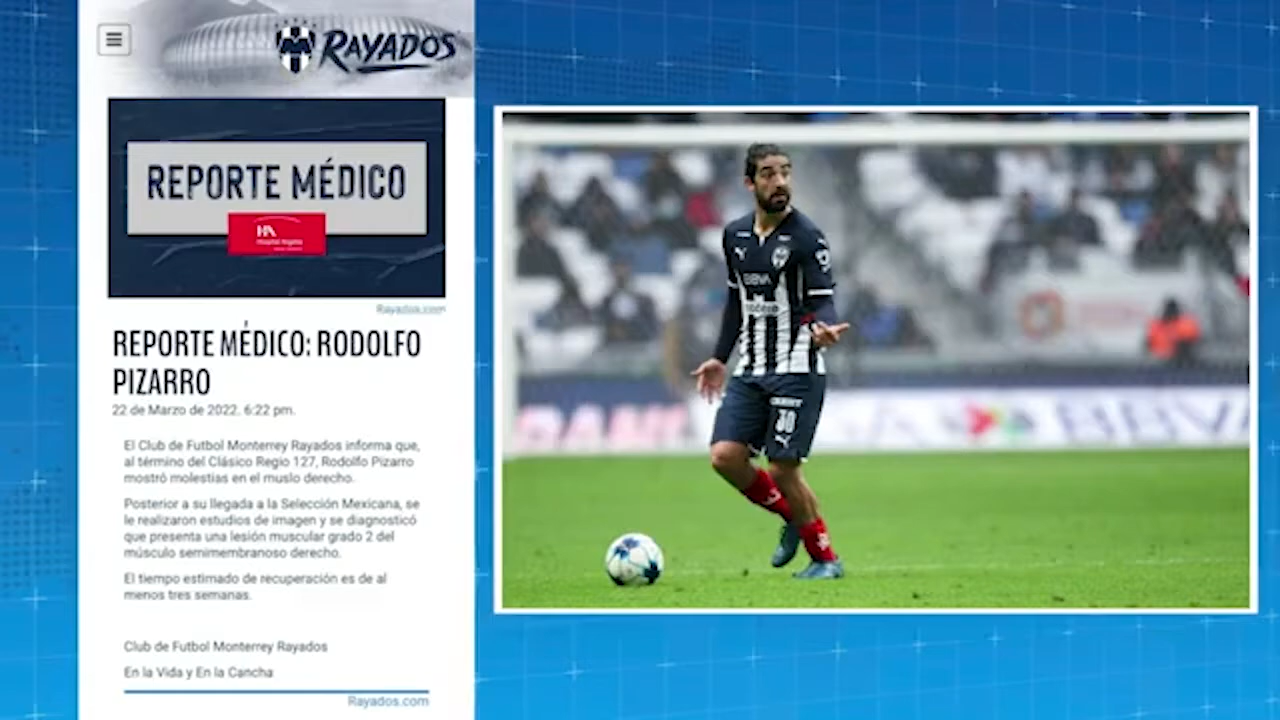 RAYADOS
REPORTE MÉDICO
HA
Rayados.com
REPORTE MÉDICO: RODOLFO
PIZARRO
22 de Marzo de 2022. 6:22 pm.
El Club de Futbol Monterrey Rayados informa que,
al término del Clásico Regio 127, Rodolfo Pizarro
mostró molestias en el muslo derecho.
Posterior a su llegada a la Selección Mexicana, se
le realizaron estudios de imagen y se diagnosticó
que presenta una lesión muscular grado 2 del
músculo semimembranoso derecho.
El tiempo estimado de recuperación es de al
menos tres semanas.
Club de Futbol Monterrey Rayados
En la Vida y En la Cancha
Rayados.com
BBVA
30
BBVA